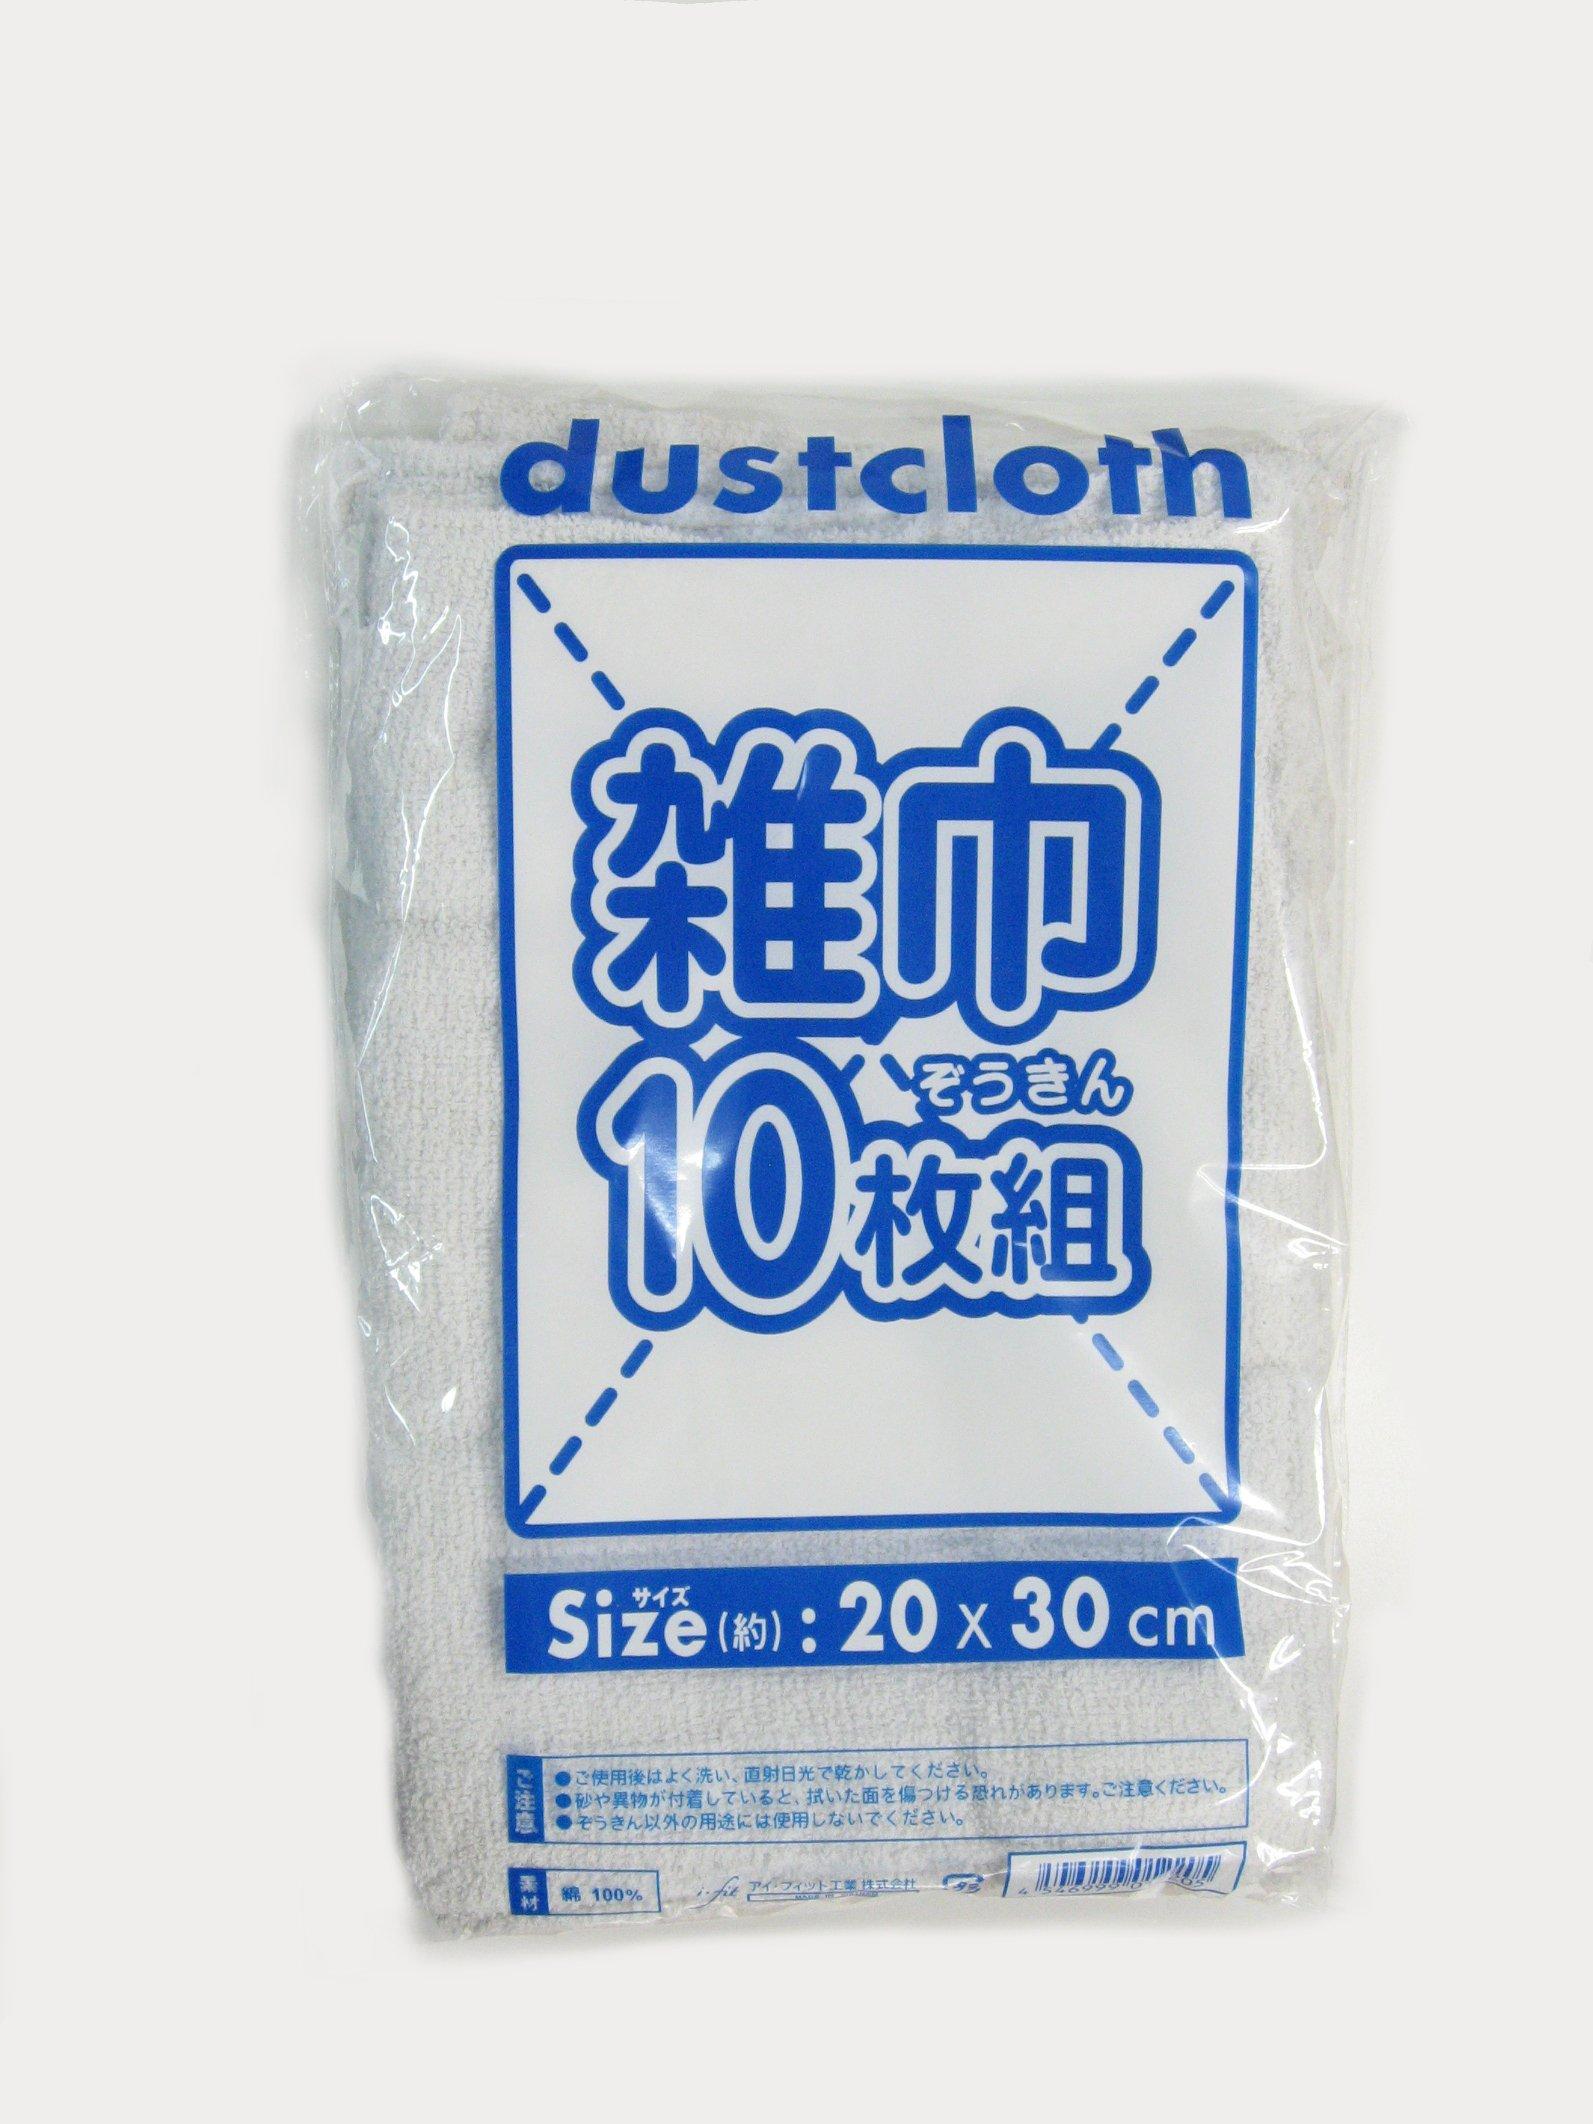 dustcloth
雑巾
ぞうきん
10枚組
サイズ
Size(約):20×30cm
ご注意
●ご使用後はよく洗い、直射日光で乾かしてください。
●砂や異物が付着していると、拭いた面を傷つける恐れがあります。ご注意ください。
●ぞうきん以外の用途には使用しないでください。
素材
綿 100%
i-fit アイ・フィット工業 株式会社
プラ